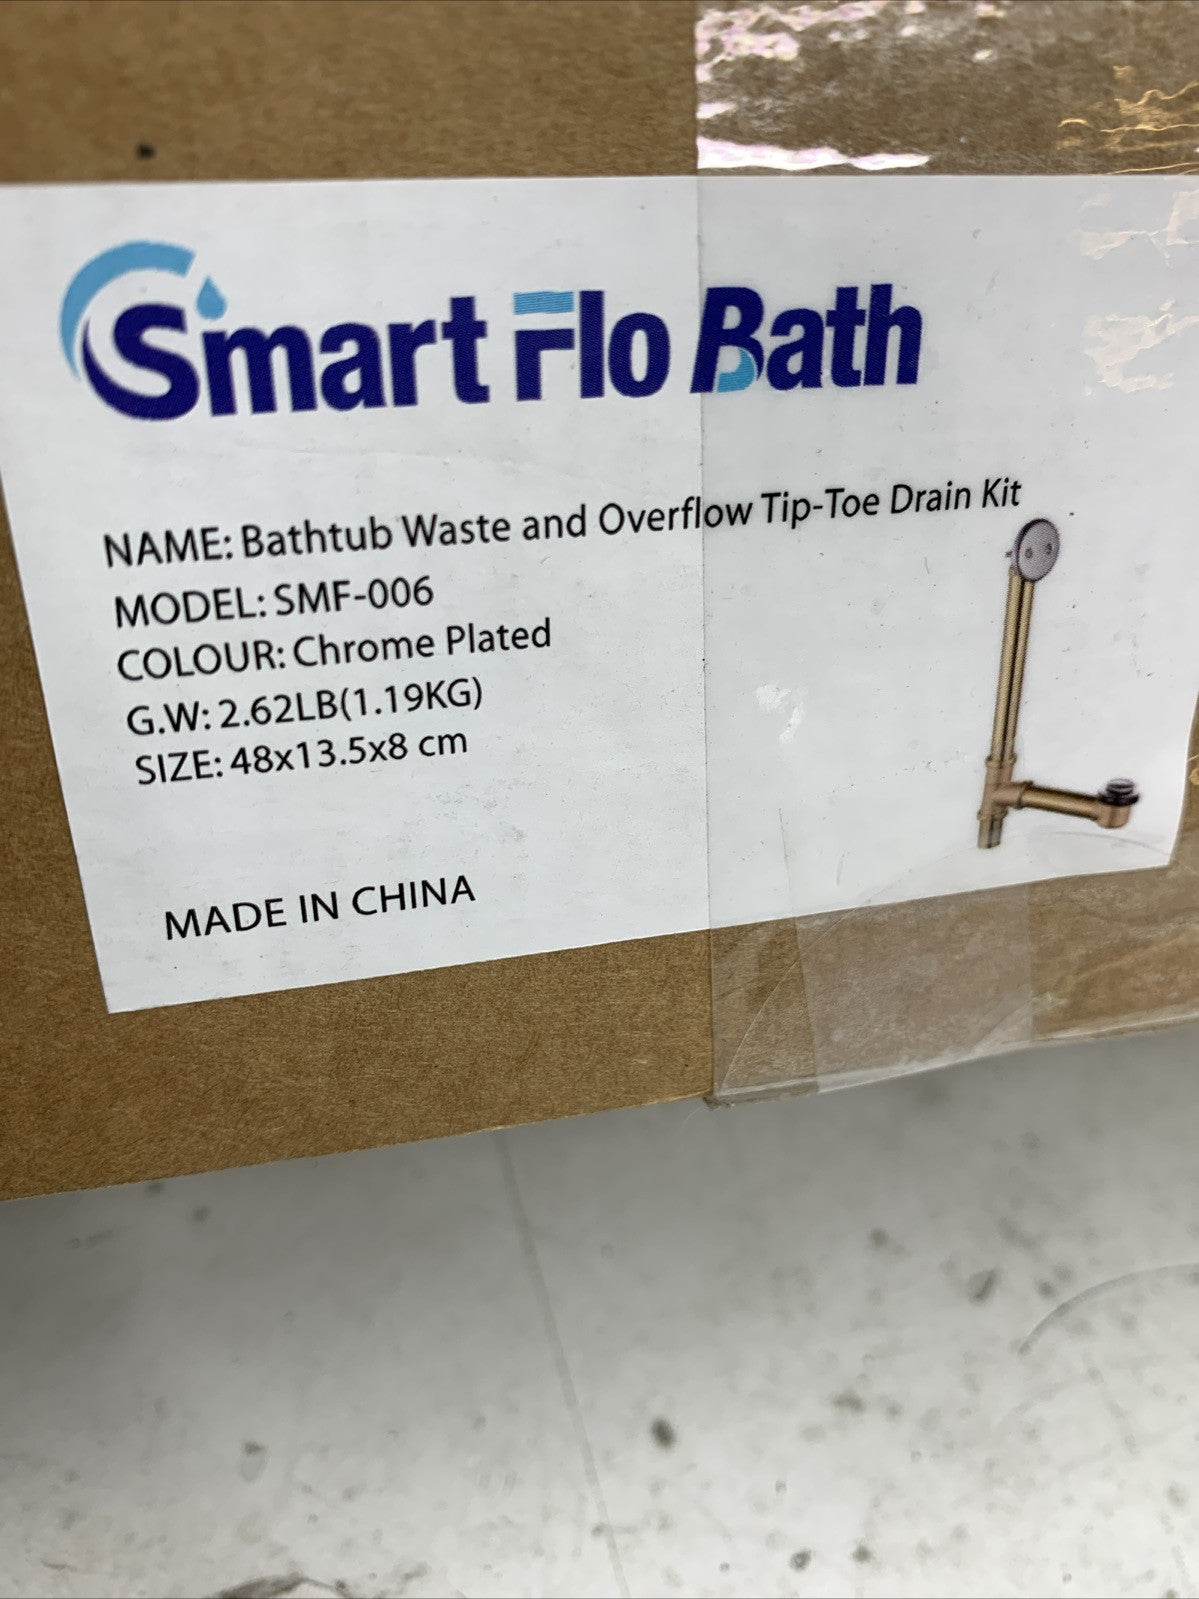 Smart Flo Bath
NAME: Bathtub Waste and Overflow Tip-Toe Drain Kit
MODEL: SMF-006
COLOUR: Chrome Plated
G.W: 2.62LB(1.19KG)
SIZE: 48x13.5x8 cm
MADE IN CHINA